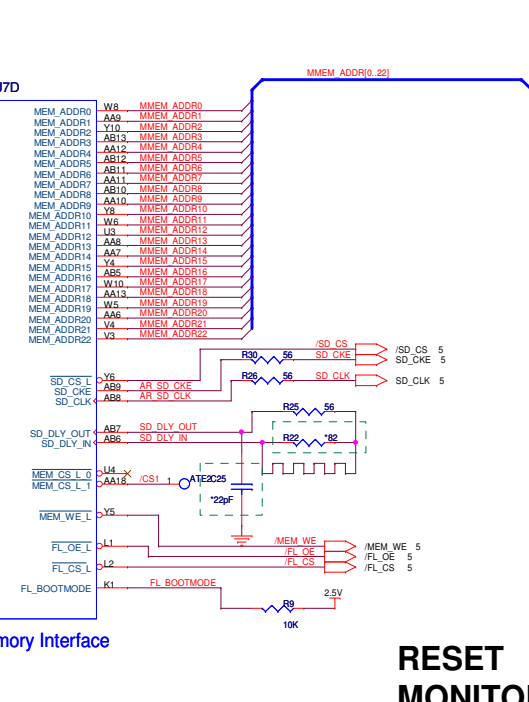 MMEM_ADDR[0..22]
J7D
MEM_ADDR0 W8 MMEM_ADDR0
MEM_ADDR1 AA9 MMEM_ADDR1
MEM_ADDR2 Y10 MMEM_ADDR2
MEM_ADDR3 AB13 MMEM_ADDR3
MEM_ADDR4 AA12 MMEM_ADDR4
MEM_ADDR5 AB12 MMEM_ADDR5
MEM_ADDR6 AB11 MMEM_ADDR6
MEM_ADDR7 AA11 MMEM_ADDR7
MEM_ADDR8 AB10 MMEM_ADDR8
MEM_ADDR9 AA10 MMEM_ADDR9
MEM_ADDR10 Y8 MMEM_ADDR10
MEM_ADDR11 W6 MMEM_ADDR11
MEM_ADDR12 U3 MMEM_ADDR12
MEM_ADDR13 AA8 MMEM_ADDR13
MEM_ADDR14 AA7 MMEM_ADDR14
MEM_ADDR15 Y4 MMEM_ADDR15
MEM_ADDR16 AB5 MMEM_ADDR16
MEM_ADDR17 W10 MMEM_ADDR17
MEM_ADDR18 AA13 MMEM_ADDR18
MEM_ADDR19 W5 MMEM_ADDR19
MEM_ADDR20 AA6 MMEM_ADDR20
MEM_ADDR21 V4 MMEM_ADDR21
MEM_ADDR22 V3 MMEM_ADDR22
/SD_CS /SD_CS 5
R30 56 SD_CKE SD_CKE 5
SD_CS_L Y6 R26 56 SD_CLK SD_CLK 5
SD_CKE AB9 AR_SD_CKE
SD_CLK AB8 AR_SD_CLK
R25 56
SD_DLY_OUT AB7 SD_DLY_OUT
SD_DLY_IN AB6 SD_DLY_IN R22 *82
MEM_CS_L_0 U4
MEM_CS_L_1 AA18 /CS1 1 ATE2 C25
*22pF
MEM_WE_L Y5
FL_OE_L L1 /MEM_WE /MEM_WE 5
/FL_OE /FL_OE 5
FL_CS_L L2 /FL_CS /FL_CS 5
FL_BOOTMODE K1 FL_BOOTMODE
2.5V
R9
10K
mory Interface
RESET
MONITO